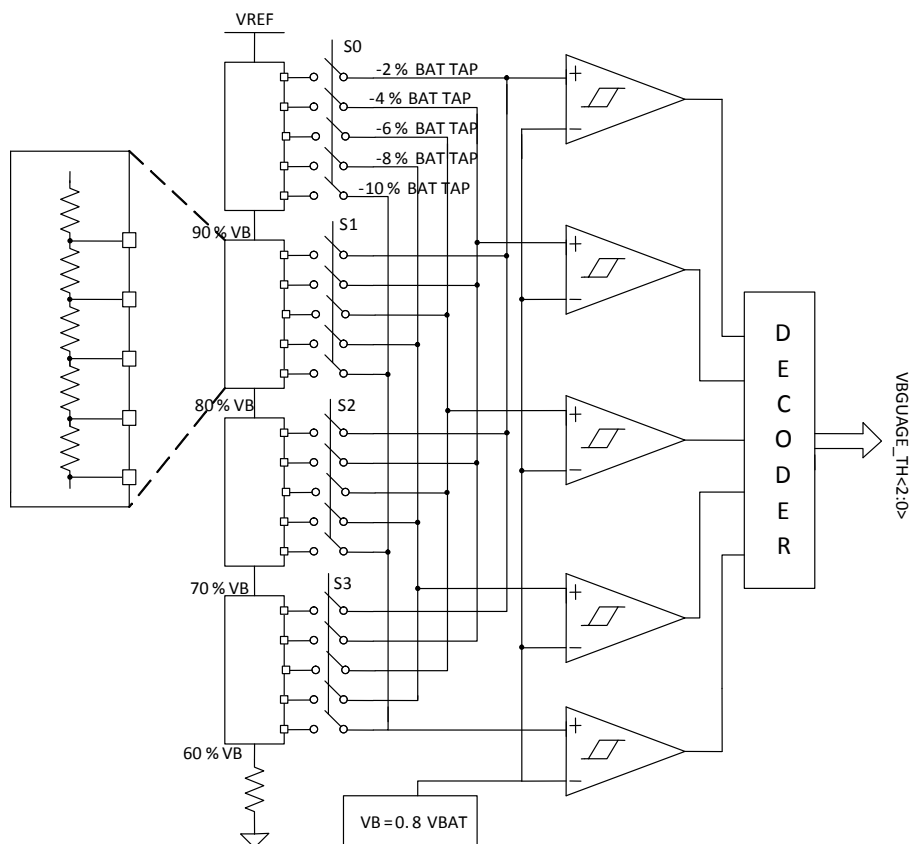 VREF
S0
-2 % BAT TAP
-4 % BAT TAP
-6 % BAT TAP
-8 % BAT TAP
-10 % BAT TAP
90 % VB
S1
80 % VB
S2
70 % VB
S3
60 % VB
VB = 0. 8 VBAT
+
−
+
−
+
−
+
−
+
−
D
E
C
O
D
E
R
VBGUAGE_TH<2:0>